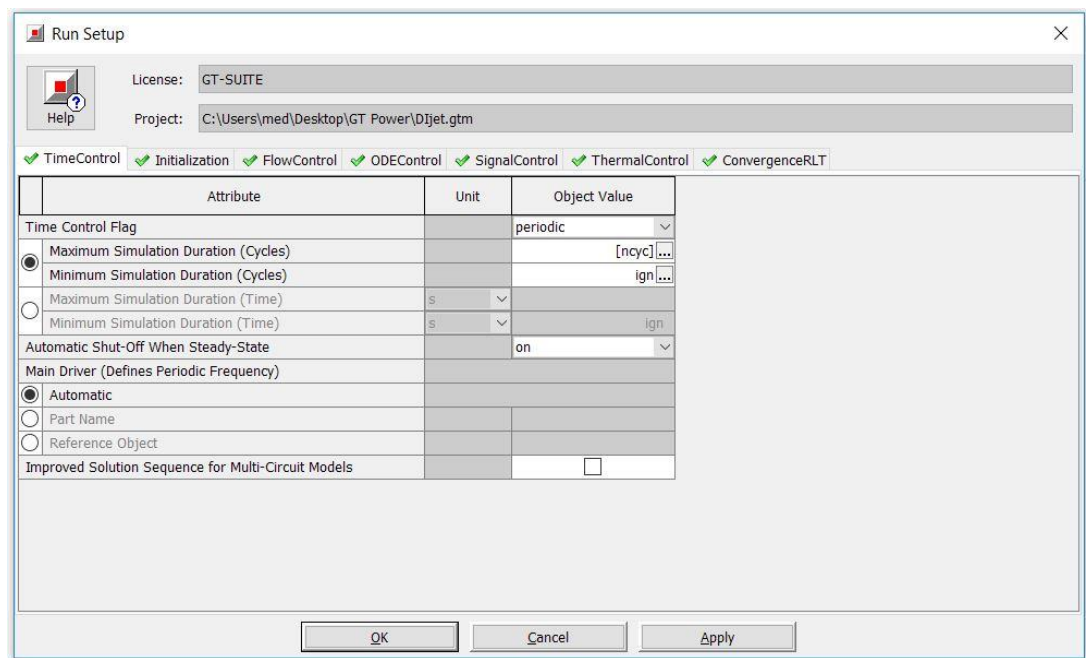 Run Setup
License: GT-SUITE
Help
Project: C:\Users\med\Desktop\GT Power\DIjet.gtm
TimeControl Initialization FlowControl ODEControl SignalControl ThermalControl ConvergenceRLT
Attribute Unit Object Value
Time Control Flag periodic
Maximum Simulation Duration (Cycles) [ncyc] ...
Minimum Simulation Duration (Cycles) ign ...
Maximum Simulation Duration (Time) s
Minimum Simulation Duration (Time) s ign
Automatic Shut-Off When Steady-State on
Main Driver (Defines Periodic Frequency)
Automatic
Part Name
Reference Object
Improved Solution Sequence for Multi-Circuit Models
OK Cancel Apply